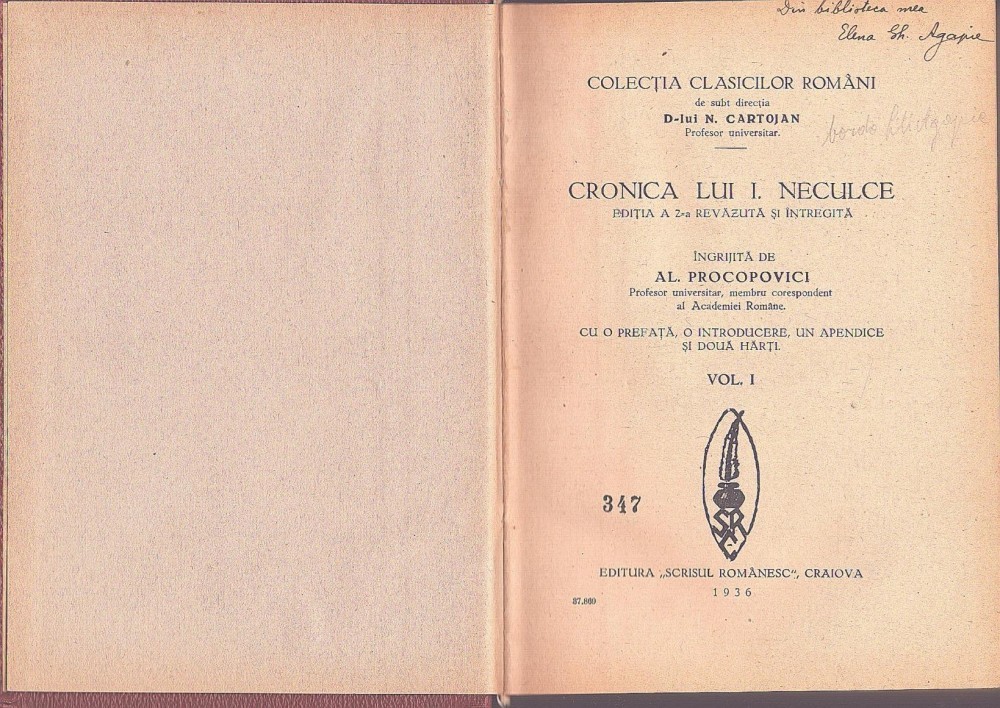 Din biblioteca mea
Elena Gh. Agapie
COLECȚIA CLASICILOR ROMÂNI
de subt direcția
D-lui N. CARTOJAN
Profesor universitar.
CRONICA LUI I. NECULCE
EDIȚIA A 2-a REVĂZUTĂ ȘI ÎNTREGITĂ
ÎNGRIJITĂ DE
AL. PROCOPOVICI
Profesor universitar, membru corespondent
al Academiei Române.
CU O PREFAȚĂ, O INTRODUCERE, UN APENDICE
ȘI DOUĂ HĂRȚI.
VOL. I
347
SRC
EDITURA „SCRISUL ROMÂNESC“, CRAIOVA
1936
37.860